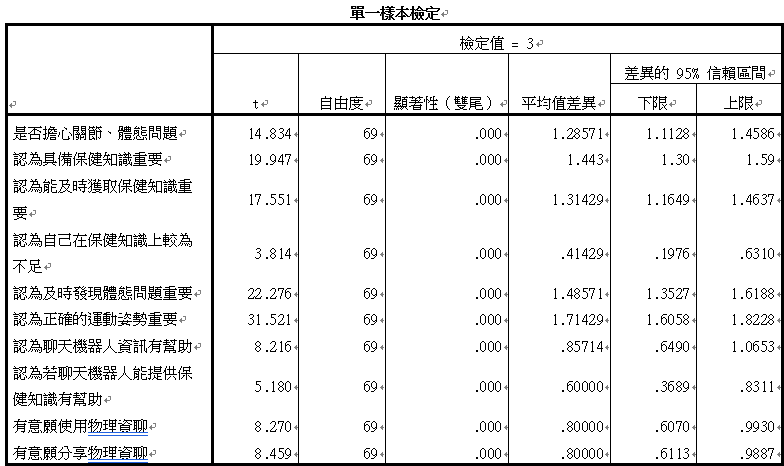 單一樣本檢定
檢定值 = 3
差異的 95% 信賴區間
t 自由度 顯著性（雙尾） 平均值差異 下限 上限
是否擔心關節、體態問題 14.834 69 .000 1.28571 1.1128 1.4586
認為具備保健知識重要 19.947 69 .000 1.443 1.30 1.59
認為能及時獲取保健知識重
要 17.551 69 .000 1.31429 1.1649 1.4637
認為自己在保健知識上較為
不足 3.814 69 .000 .41429 .1976 .6310
認為及時發現體態問題重要 22.276 69 .000 1.48571 1.3527 1.6188
認為正確的運動姿勢重要 31.521 69 .000 1.71429 1.6058 1.8228
認為聊天機器人資訊有幫助 8.216 69 .000 .85714 .6490 1.0653
認為若聊天機器人能提供保
健知識有幫助 5.180 69 .000 .60000 .3689 .8311
有意願使用物理資聊 8.270 69 .000 .80000 .6070 .9930
有意願分享物理資聊 8.459 69 .000 .80000 .6113 .9887